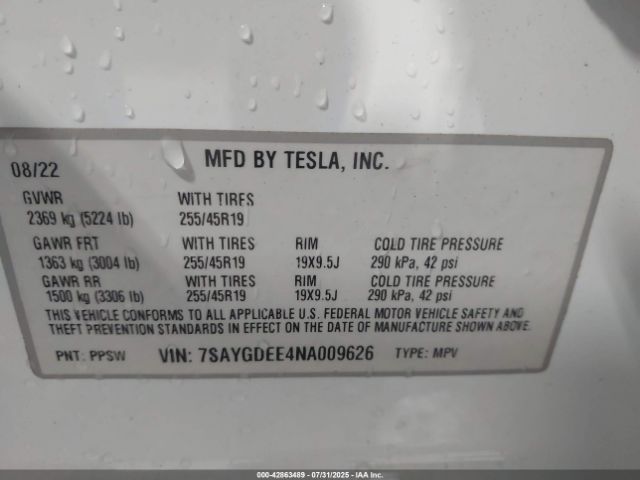 08/22 MFD BY TESLA, INC.
GVWR WITH TIRES
2369 kg (5224 lb) 255/45R19
GAWR FRT WITH TIRES RIM COLD TIRE PRESSURE
1363 kg (3004 lb) 255/45R19 19X9.5J 290 kPa, 42 psi
GAWR RR WITH TIRES RIM COLD TIRE PRESSURE
1500 kg (3306 lb) 255/45R19 19X9.5J 290 kPa, 42 psi
THIS VEHICLE CONFORMS TO ALL APPLICABLE U.S. FEDERAL MOTOR VEHICLE SAFETY AND
THEFT PREVENTION STANDARDS IN EFFECT ON THE DATE OF MANUFACTURE SHOWN ABOVE.
PNT: PPSW VIN: 7SAYGDEE4NA009626 TYPE: MPV
000-42863489 - 07/31/2025 - IAA Inc.